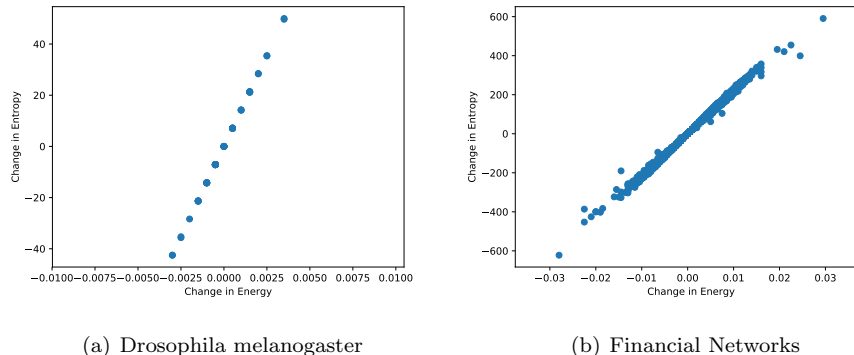 40
20
0
−20
−40
Change in Entropy
−0.0100 −0.0075 −0.0050 −0.0025 0.0000 0.0025 0.0050 0.0075 0.0100
Change in Energy
(a) Drosophila melanogaster
600
400
200
0
−200
−400
−600
Change in Entropy
−0.03 −0.02 −0.01 0.00 0.01 0.02 0.03
Change in Energy
(b) Financial Networks